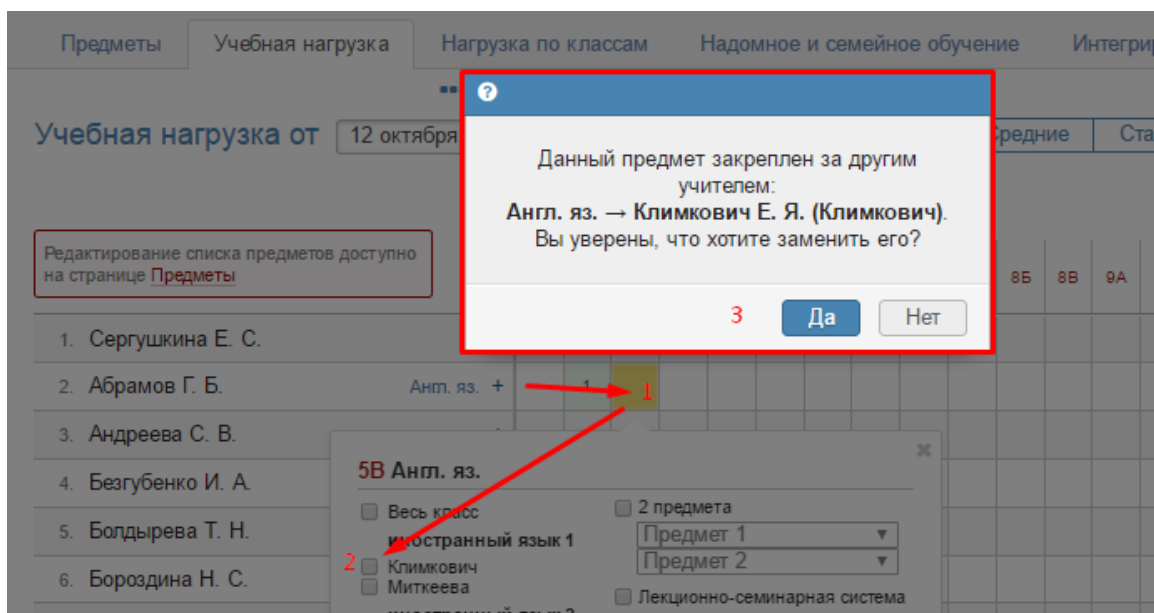 Предметы Учебная нагрузка Нагрузка по классам Надомное и семейное обучение Интегри
Учебная нагрузка от 12 октября Средние Ста
Данный предмет закреплен за другим
учителем:
Англ. яз. → Климкович Е. Я. (Климкович).
Вы уверены, что хотите заменить его?
3 Да Нет
Редактирование списка предметов доступно
на странице Предметы
8Б 8В 9А
1. Сергушкина Е. С.
2. Абрамов Г. Б. Англ. яз. + 1 1
3. Андреева С. В.
4. Безгубенко И. А.
5. Болдырева Т. Н.
6. Бороздина Н. С.
5В Англ. яз.
Весь класс
иностранный язык 1
2 Климкович
Миткеева
2 предмета
Предмет 1
Предмет 2
Лекционно-семинарная система